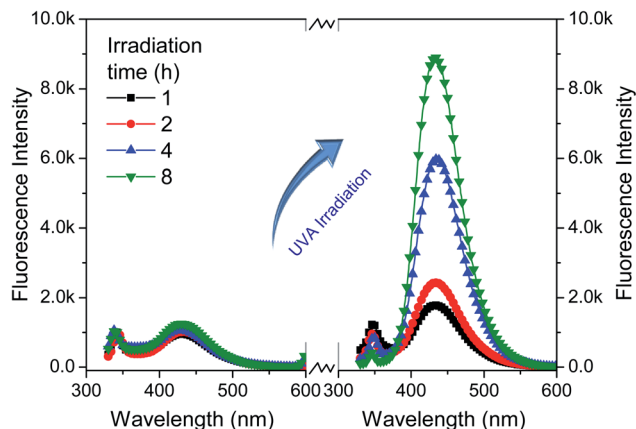 10.0k
8.0k
6.0k
4.0k
2.0k
0.0
Fluorescence Intensity
Irradiation
time (h)
1
2
4
8
UVA Irradiation
10.0k
8.0k
6.0k
4.0k
2.0k
0.0
Fluorescence Intensity
300 400 500 600
400 500 600
Wavelength (nm)
Wavelength (nm)